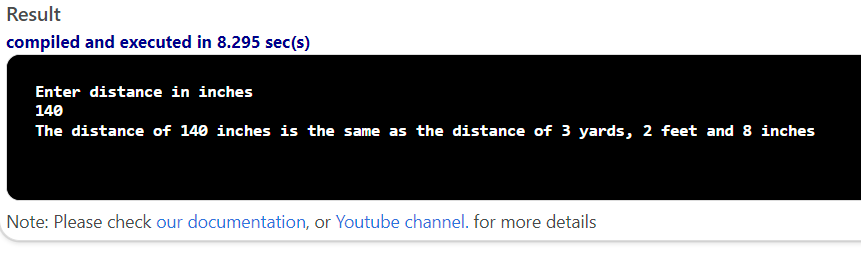 Result
compiled and executed in 8.295 sec(s)
Enter distance in inches
140
The distance of 140 inches is the same as the distance of 3 yards, 2 feet and 8 inches
Note: Please check our documentation, or Youtube channel. for more details